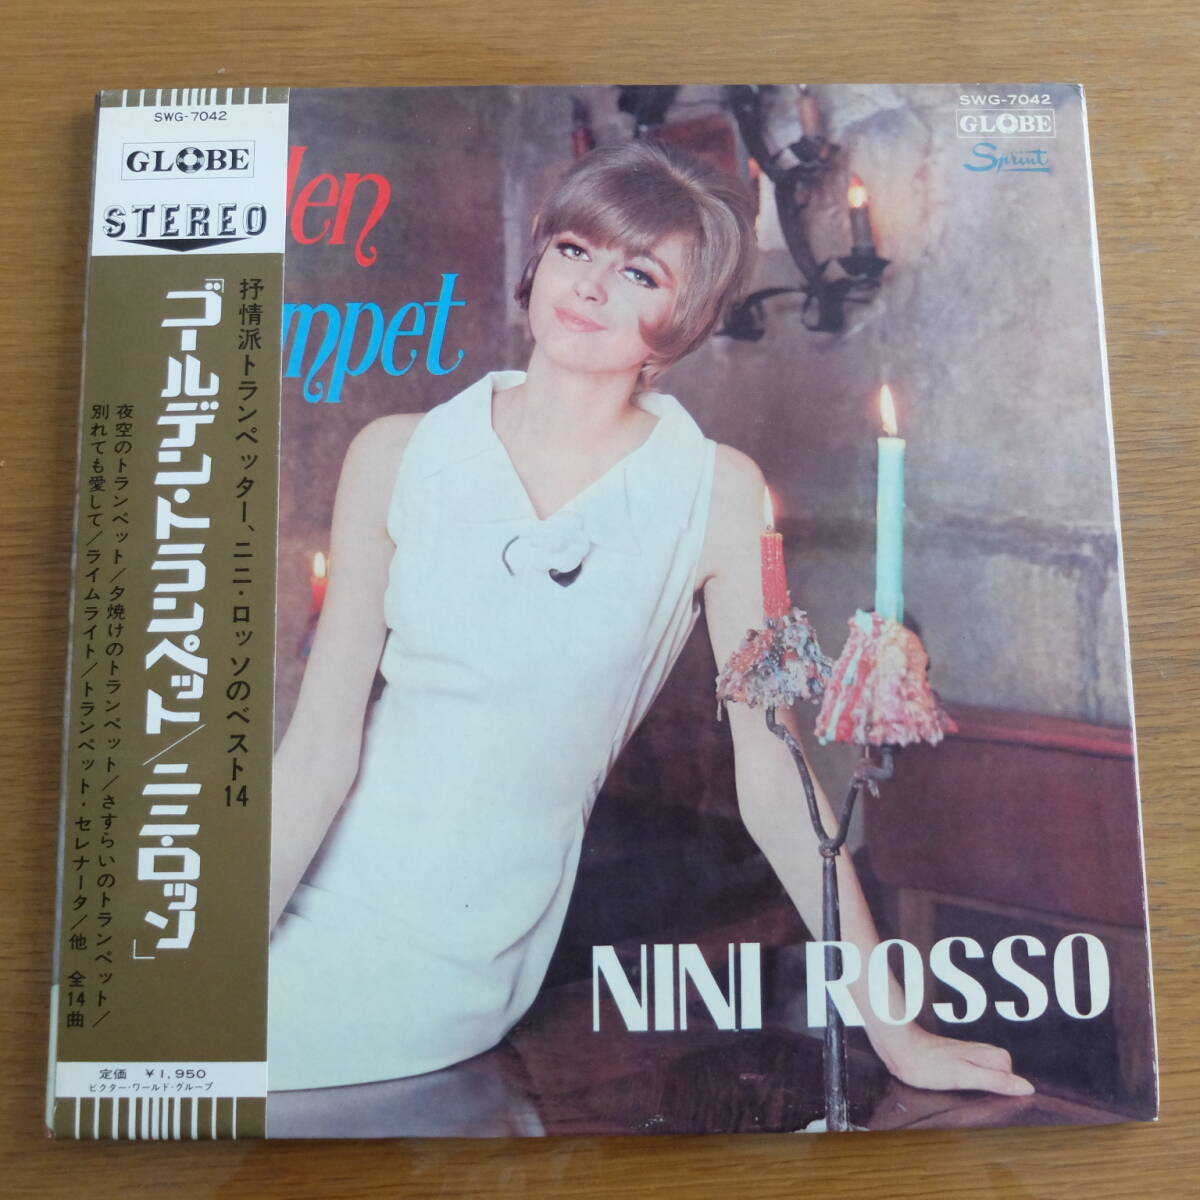 SWG-7042
GLOBE
STEREO
抒情派トランペッター、ニニ・ロッソのベスト14
「ゴールデン・トランペット/ニニ・ロッソ」
夜空のトランペット/夕焼けのトランペット/さすらいのトランペット/
別れても愛して/ライムライト/トランペット・セレナータ/他 全14曲
定価 ¥1,950
ビクター・ワールド・グループ
den
mpet
SWG-7042
GLOBE
Sprint
NINI ROSSO